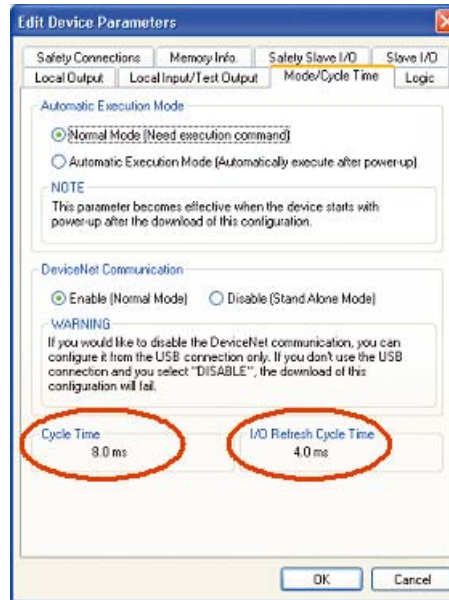 Edit Device Parameters
Safety Connections Memory Info. Safety Slave I/O Slave I/O
Local Output Local Input/Test Output Mode/Cycle Time Logic
Automatic Execution Mode
Normal Mode (Need execution command)
Automatic Execution Mode (Automatically execute after power-up)
NOTE
This parameter becomes effective when the device starts with
power-up after the download of this configuration.
DeviceNet Communication
Enable (Normal Mode) Disable (Stand Alone Mode)
WARNING
If you would like to disable the DeviceNet communication, you can
configure it from the USB connection only. If you don't use the USB
connection and you select "DISABLE", the download of this
configuration will fail.
Cycle Time I/O Refresh Cycle Time
8.0 ms 4.0 ms
OK Cancel